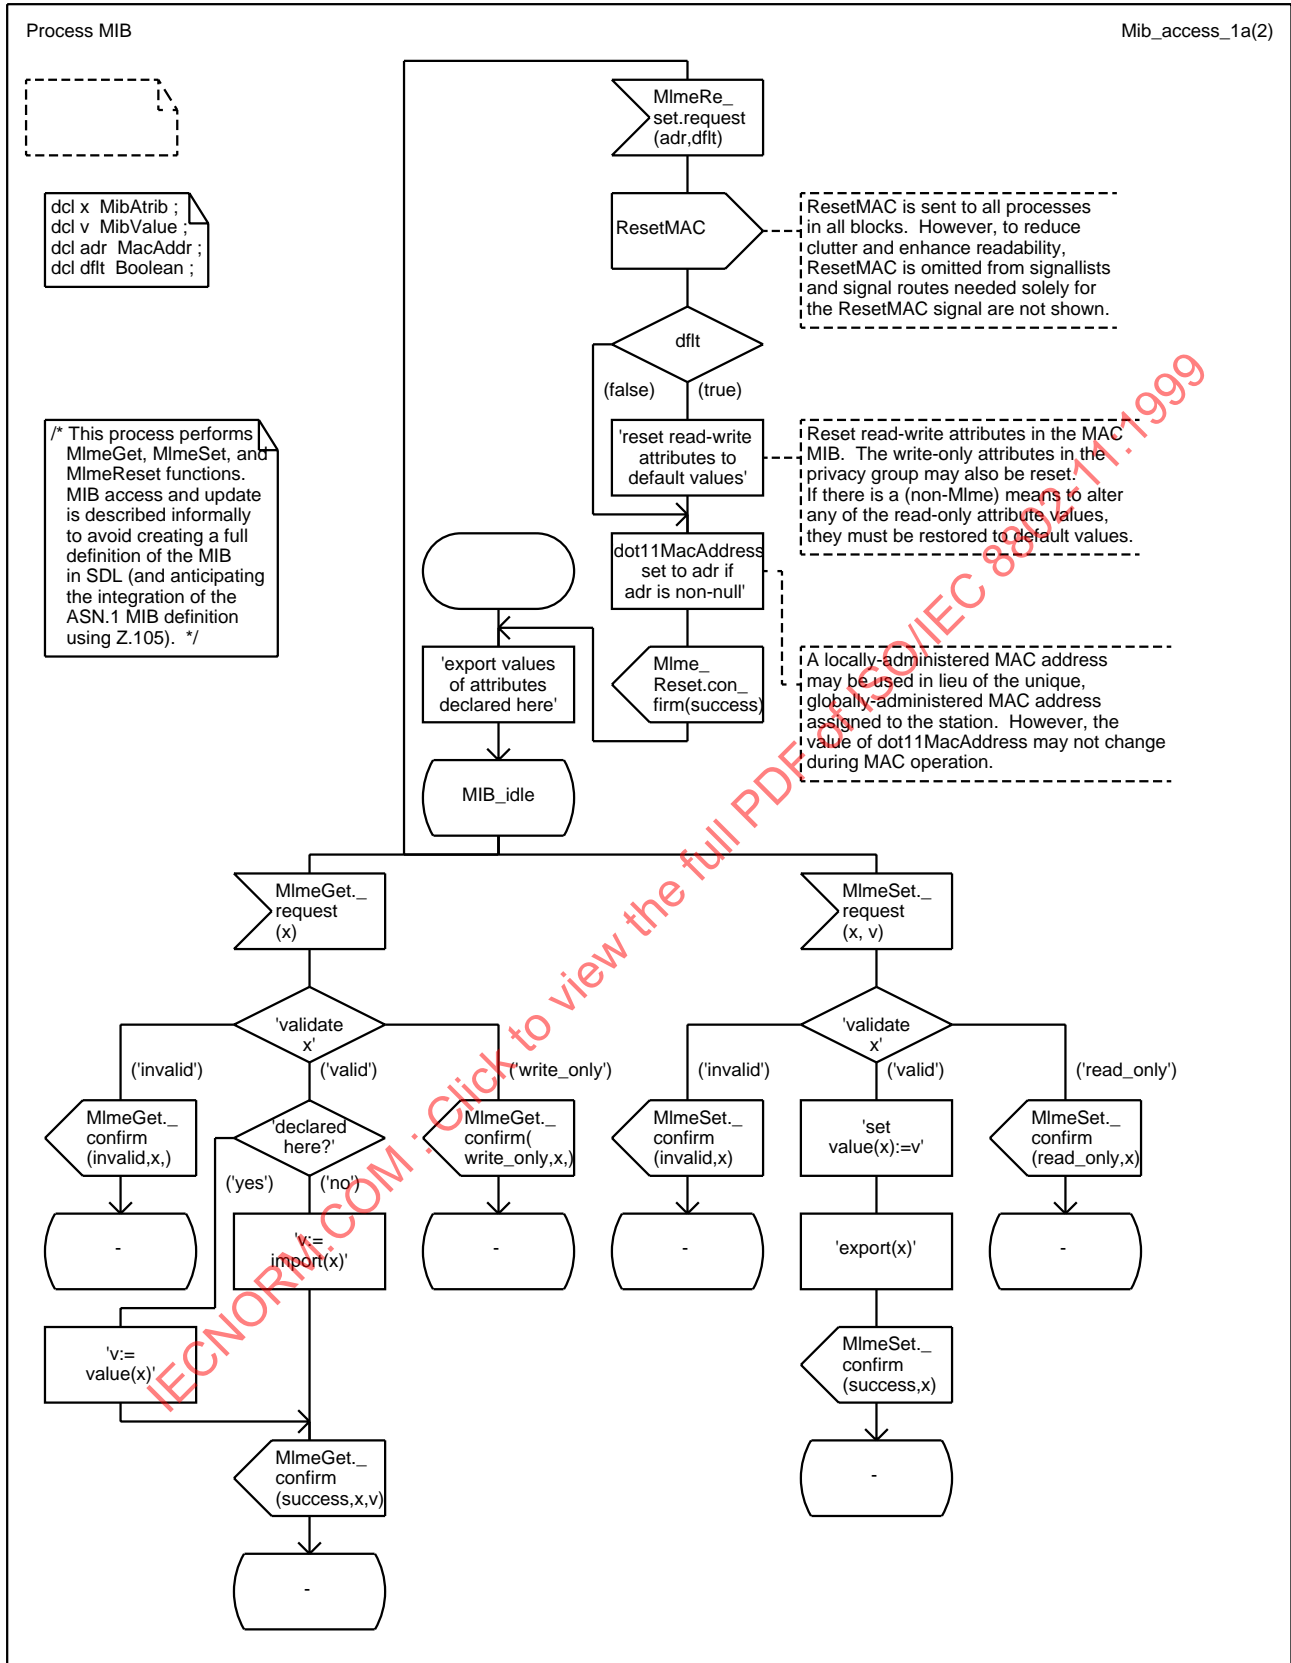 Process MIB
Mib_access_1a(2)
MlmeRe_
set.request
(adr,dflt)
dcl x  MibAtrib ;
dcl v  MibValue ;
dcl adr  MacAddr ;
dcl dflt  Boolean ;
ResetMAC
ResetMAC is sent to all processes
in all blocks.  However, to reduce
clutter and enhance readability,
ResetMAC is omitted from signallists
and signal routes needed solely for
the ResetMAC signal are not shown.
dflt
(false)
(true)
/* This process performs
MlmeGet, MlmeSet, and
MlmeReset functions.
MIB access and update
is described informally
to avoid creating a full
definition of the MIB
in SDL (and anticipating
the integration of the
ASN.1 MIB definition
using Z.105).  */
'reset read-write
attributes to
default values'
Reset read-write attributes in the MAC
MIB.  The write-only attributes in the
privacy group may also be reset.
If there is a (non-Mlme) means to alter
any of the read-only attribute values,
they must be restored to default values.
dot11MacAddress
set to adr if
adr is non-null'
'export values
of attributes
declared here'
Mlme_
Reset.con_
firm(success)
A locally-administered MAC address
may be used in lieu of the unique,
globally-administered MAC address
assigned to the station.  However, the
value of dot11MacAddress may not change
during MAC operation.
MIB_idle
MlmeGet._
request
(x)
MlmeSet._
request
(x, v)
'validate
x'
'validate
x'
('invalid')
('valid')
('write_only')
('invalid')
('valid')
('read_only')
MlmeGet._
confirm
(invalid,x,)
'declared
here?'
MlmeGet._
confirm(
write_only,x,)
MlmeSet._
confirm
(invalid,x)
'set
value(x):=v'
MlmeSet._
confirm
(read_only,x)
('yes')
('no')
-
'v:=
import(x)'
-
-
'export(x)'
-
'v:=
value(x)'
MlmeSet._
confirm
(success,x)
MlmeGet._
confirm
(success,x,v)
-
-
IECNORM.COM : Click to view the full PDF of ISO/IEC 8802-11:1999